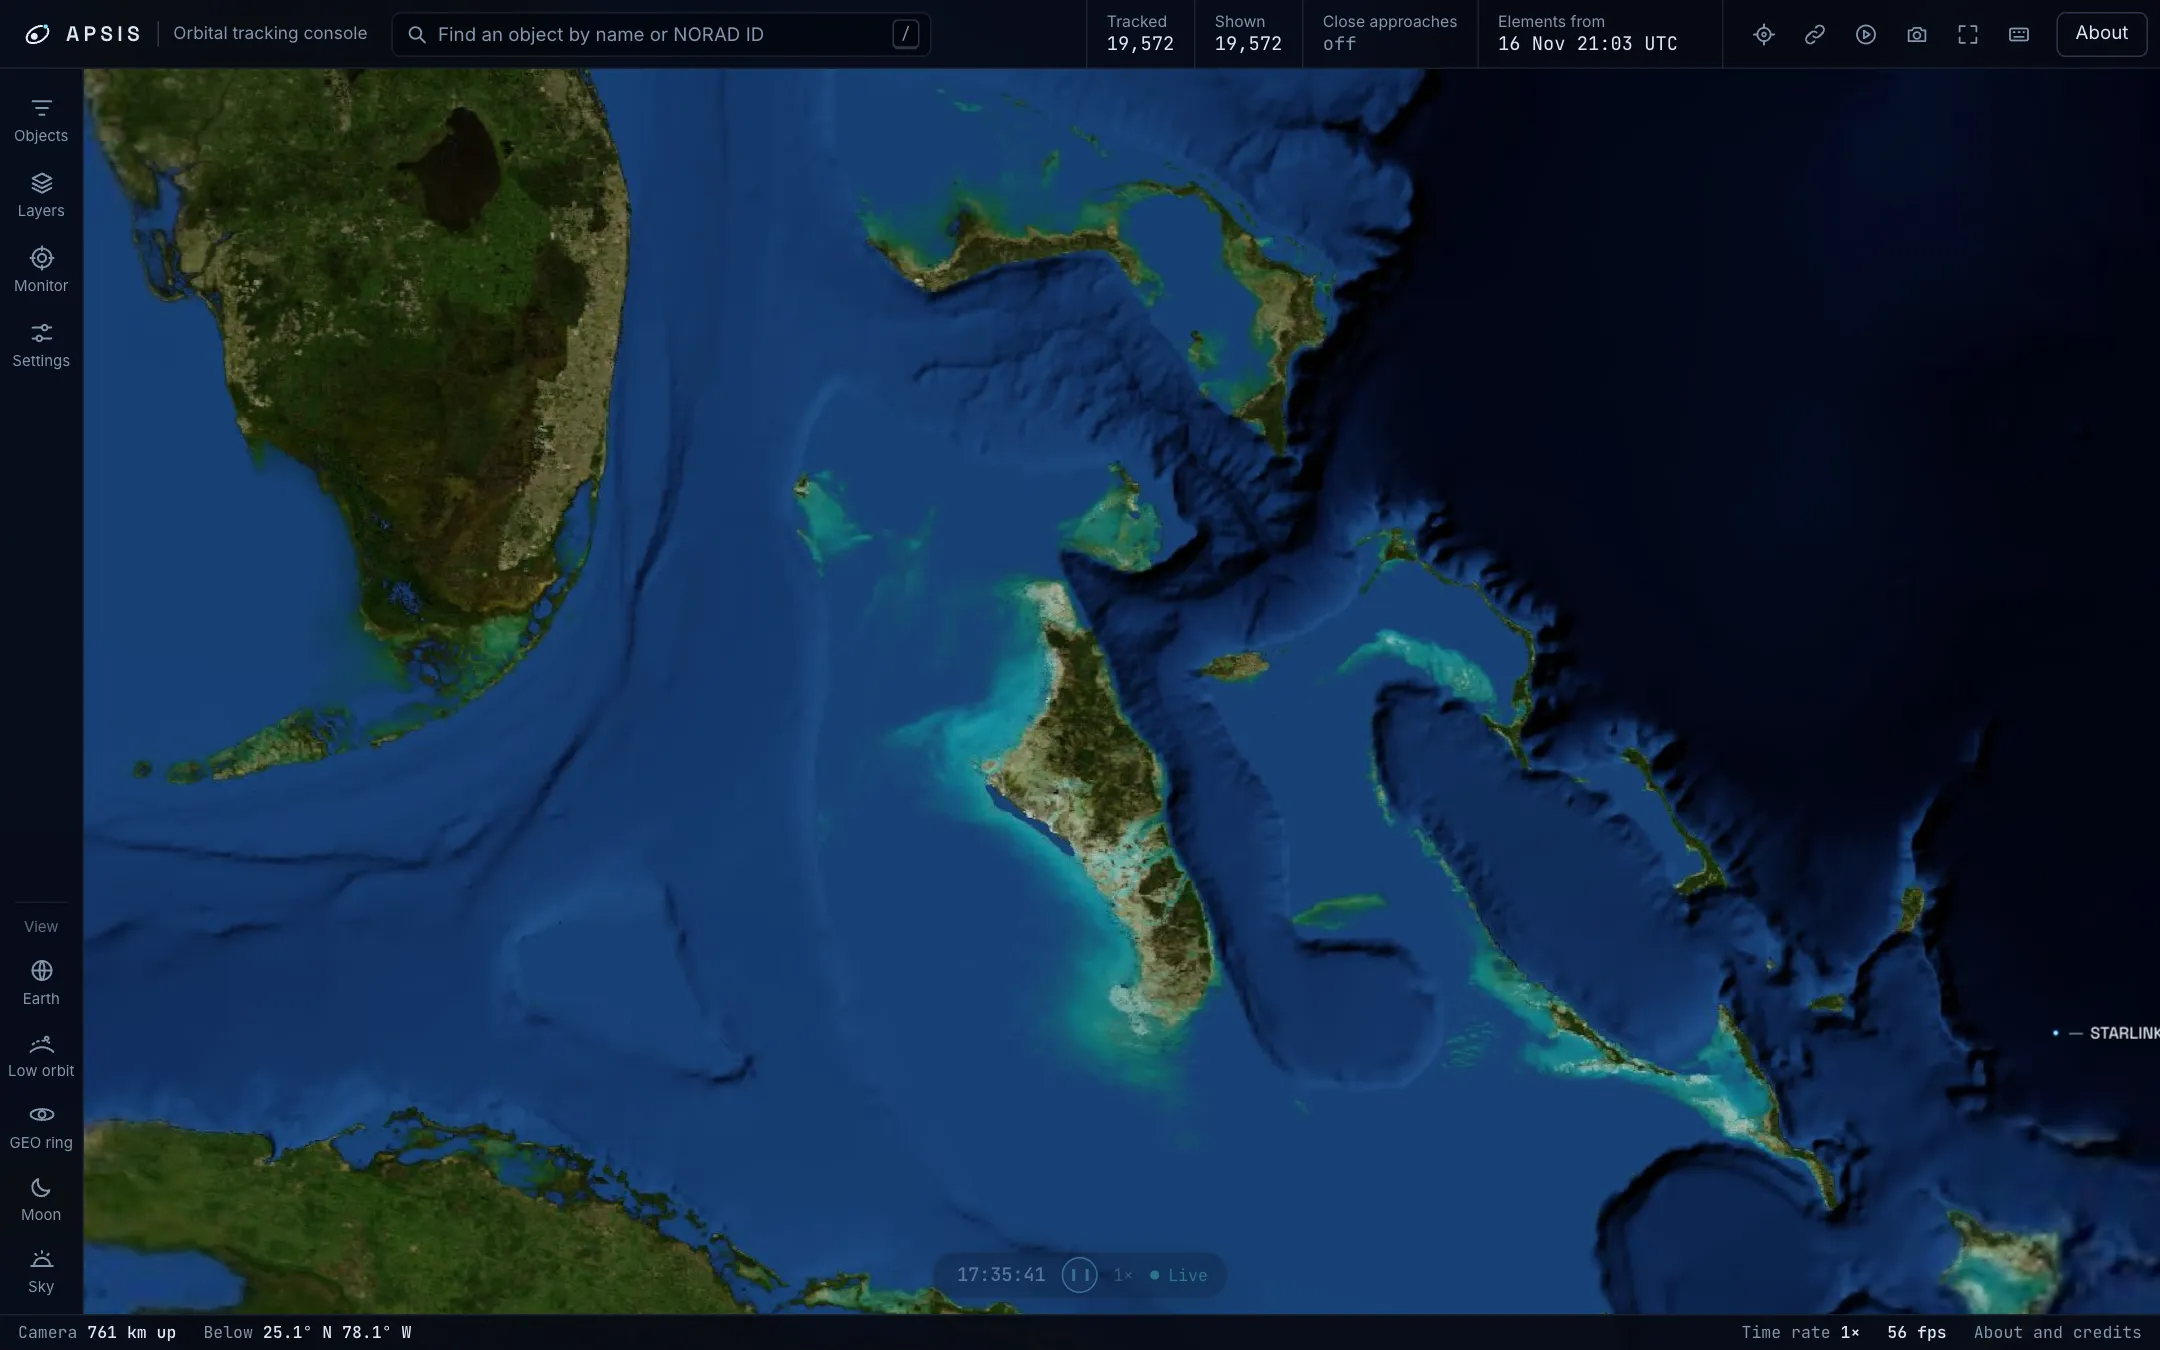 APSIS
Orbital tracking console
Find an object by name or NORAD ID
/
Tracked
19,572
Shown
19,572
Close approaches
off
Elements from
16 Nov 21:03 UTC
About
Objects
Layers
Monitor
Settings
View
Earth
Low orbit
GEO ring
Moon
Sky
STARLINK
17:35:41
1×
Live
Camera 761 km up
Below 25.1° N 78.1° W
Time rate 1×
56 fps
About and credits